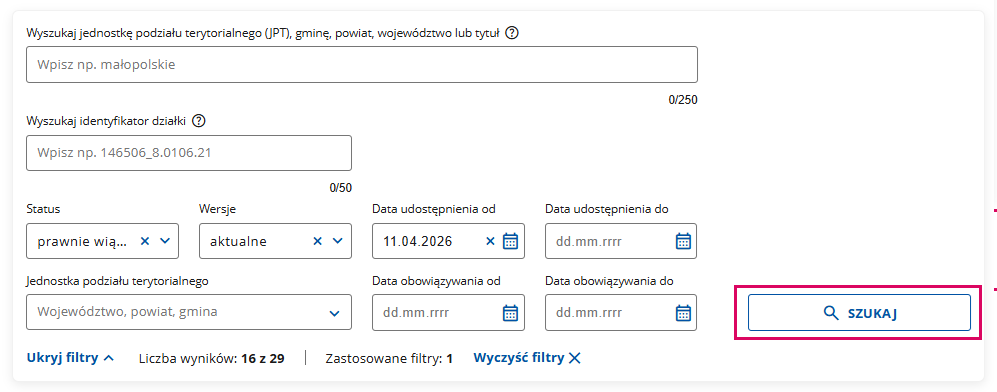 Wyszukaj jednostkę podziału terytorialnego (JPT), gminę, powiat, województwo lub tytuł ?
Wpisz np. małopolskie
0/250
Wyszukaj identyfikator działki ?
Wpisz np. 146506_8.0106.21
0/50
Status Wersje Data udostępnienia od Data udostępnienia do
prawnie wią... aktualne 11.04.2026 dd.mm.rrrr
Jednostka podziału terytorialnego Data obowiązywania od Data obowiązywania do
Województwo, powiat, gmina dd.mm.rrrr dd.mm.rrrr SZUKAJ
Ukryj filtry Liczba wyników: 16 z 29 | Zastosowane filtry: 1 Wyczyść filtry